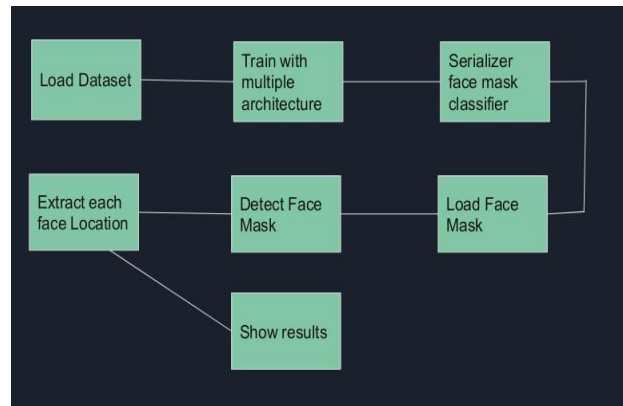 Load Dataset
Train with
multiple
architecture
Serializer
face mask
classifier
Extract each
face Location
Detect Face
Mask
Load Face
Mask
Show results